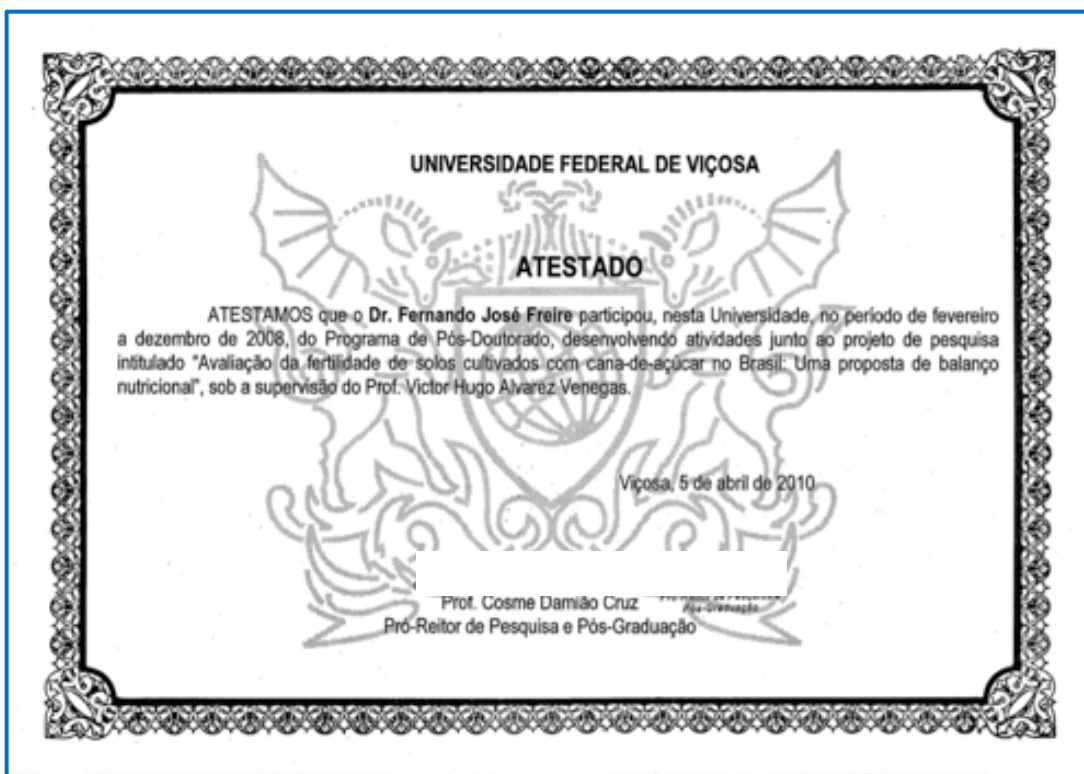 UNIVERSIDADE FEDERAL DE VIÇOSA
ATESTADO
ATESTAMOS que o Dr. Fernando José Freire participou, nesta Universidade, no período de fevereiro
a dezembro de 2008, do Programa de Pós-Doutorado, desenvolvendo atividades junto ao projeto de pesquisa
intitulado "Avaliação da fertilidade de solos cultivados com cana-de-açúcar no Brasil: Uma proposta de balanço
nutricional", sob a supervisão do Prof. Victor Hugo Alvarez Venegas.
Viçosa, 5 de abril de 2010
Prof. Cosme Damião Cruz
Pós-Graduação
Pró-Reitor de Pesquisa e Pós-Graduação